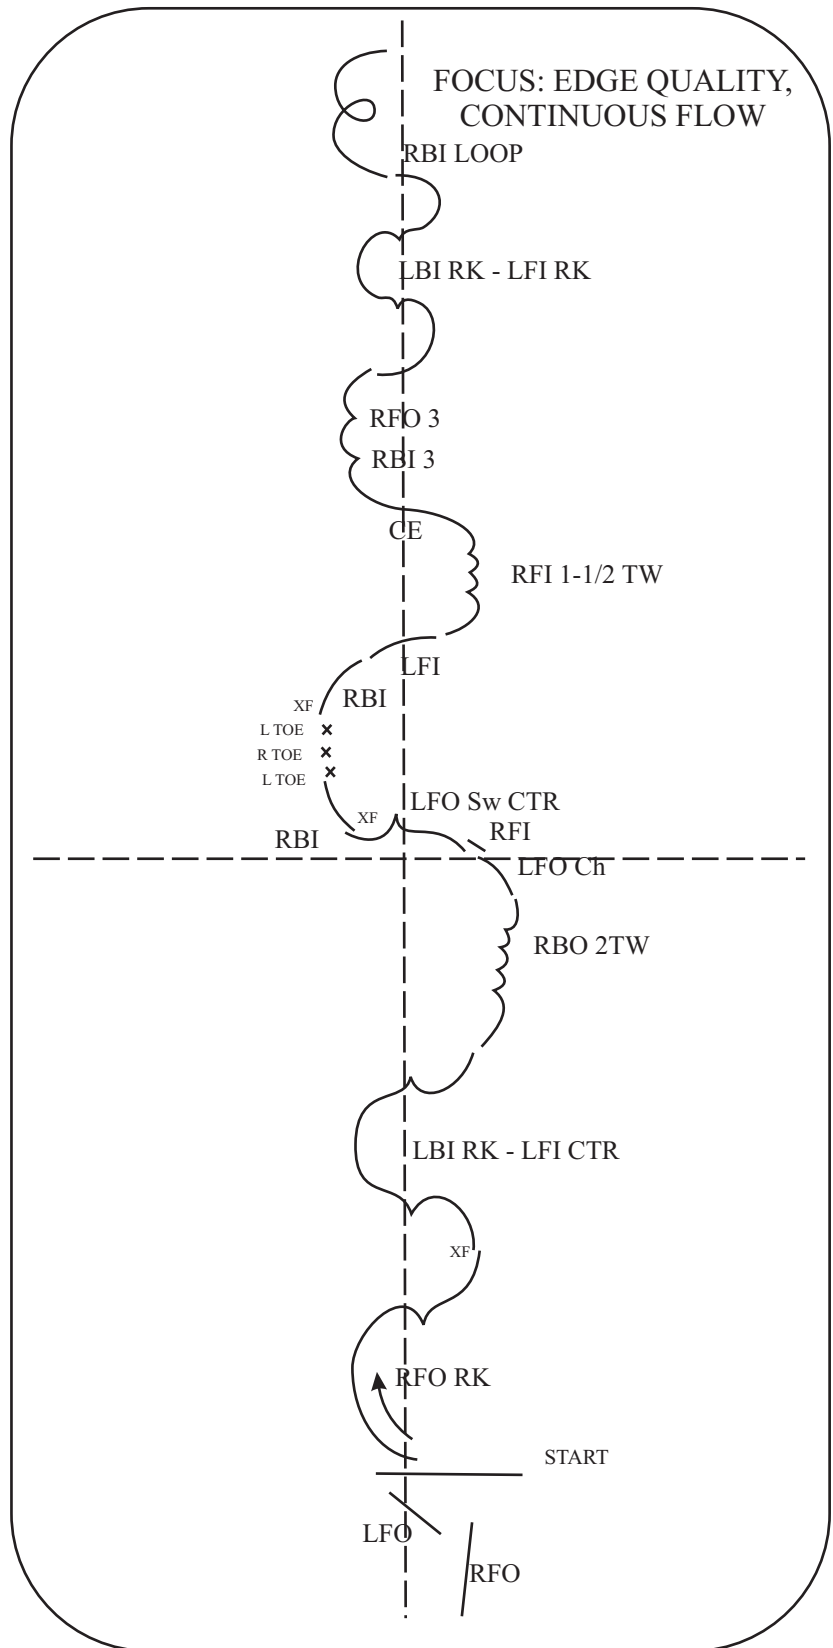 FOCUS: EDGE QUALITY,
CONTINUOUS FLOW
RBI LOOP
LBI RK - LFI RK
RFO 3
RBI 3
CE
RFI 1-1/2 TW
LFI
RBI
XF
L TOE
R TOE
L TOE
LFO Sw CTR
XF
RFI
RBI
LFO Ch
RBO 2TW
LBI RK - LFI CTR
XF
RFO RK
START
LFO
RFO